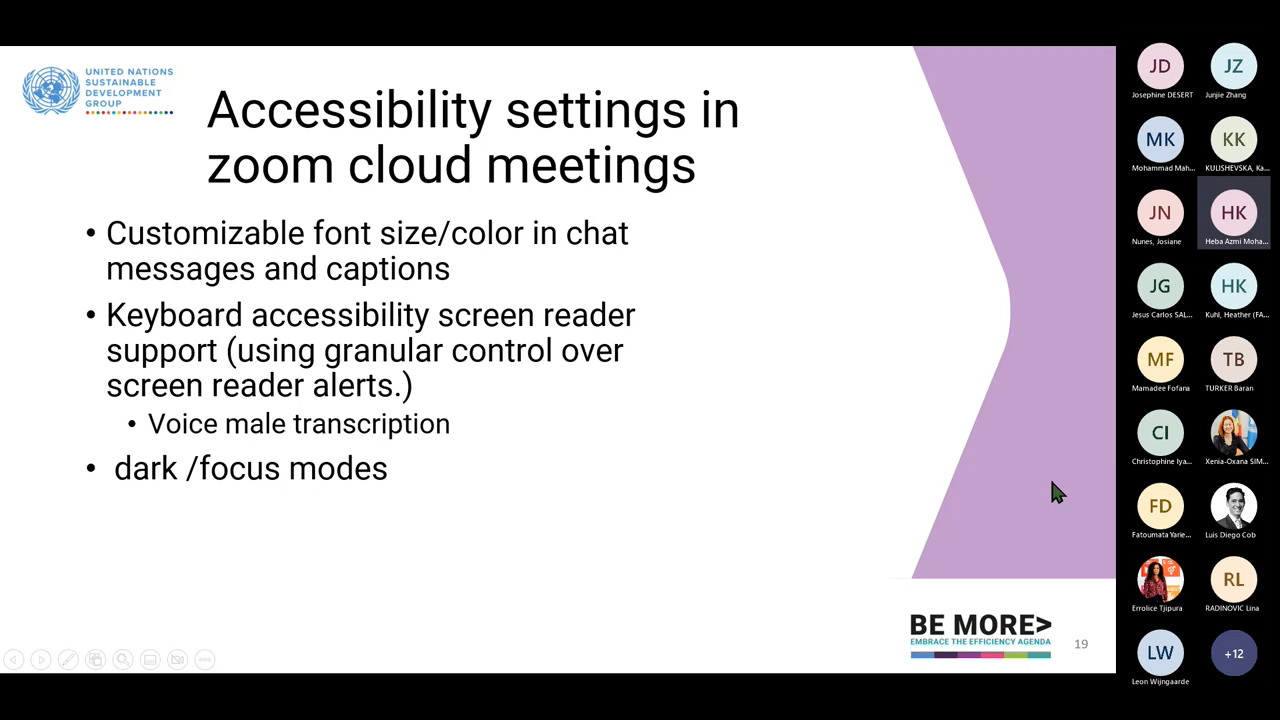 UNITED NATIONS
SUSTAINABLE
DEVELOPMENT
GROUP
Accessibility settings in
zoom cloud meetings
• Customizable font size/color in chat
messages and captions
• Keyboard accessibility screen reader
support (using granular control over
screen reader alerts.)
• Voice male transcription
• dark /focus modes
BE MORE>
EMBRACE THE EFFICIENCY AGENDA
19
JD
Josephine DESERT
JZ
Junjie Zhang
MK
Mohammad Mah...
KK
KULISHEVSKA, Ka...
JN
Nunes, Josiane
HK
Heba Azmi Moha...
JG
Jesus Carlos SAL...
HK
Kuhl, Heather (FA...
MF
Mamadee Fofana
TB
TURKER Baran
CI
Christophine Iya...
Xenia-Oxana SIM...
FD
Fatoumata Yarie...
Luis Diego Cob
Errolice Tjipura
RL
RADINOVIC Lina
LW
Leon Wijngaarde
+12